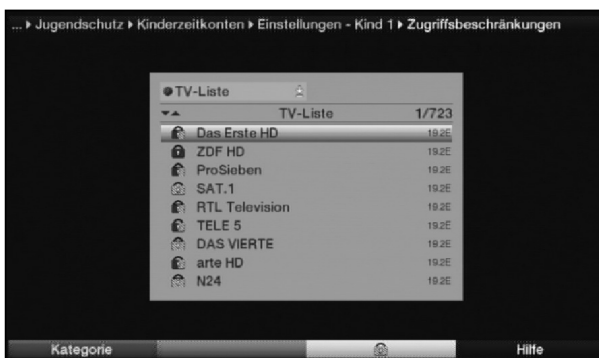 ... ▸ Jugendschutz ▸ Kinderzeitkonten ▸ Einstellungen - Kind 1 ▸ Zugriffsbeschränkungen
TV-Liste
TV-Liste 1/723
Das Erste HD 19.2E
ZDF HD 19.2E
ProSieben 19.2E
SAT.1 19.2E
RTL Television 19.2E
TELE 5 19.2E
DAS VIERTE 19.2E
arte HD 19.2E
N24 19.2E
Kategorie Hilfe